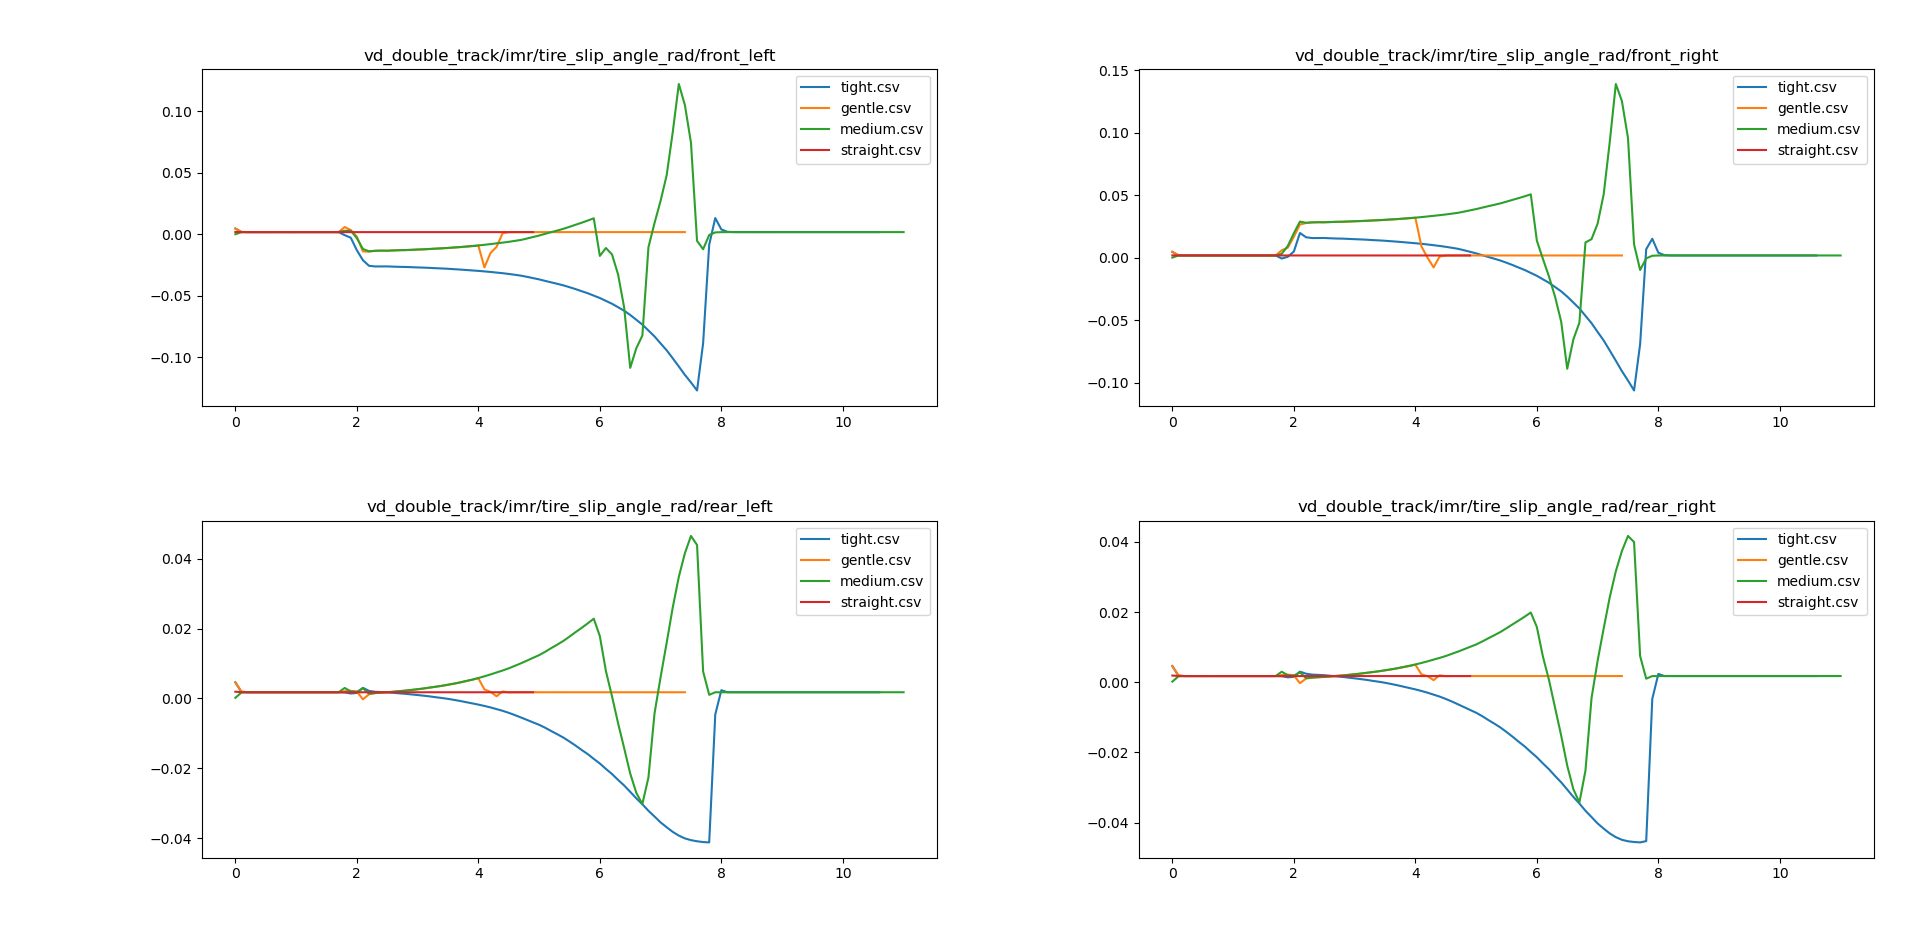 vd_double_track/imr/tire_slip_angle_rad/front_left
tight.csv
gentle.csv
medium.csv
straight.csv
0.10
0.05
0.00
−0.05
−0.10
0 2 4 6 8 10
vd_double_track/imr/tire_slip_angle_rad/front_right
tight.csv
gentle.csv
medium.csv
straight.csv
0.15
0.10
0.05
0.00
−0.05
−0.10
0 2 4 6 8 10
vd_double_track/imr/tire_slip_angle_rad/rear_left
tight.csv
gentle.csv
medium.csv
straight.csv
0.04
0.02
0.00
−0.02
−0.04
0 2 4 6 8 10
vd_double_track/imr/tire_slip_angle_rad/rear_right
tight.csv
gentle.csv
medium.csv
straight.csv
0.04
0.02
0.00
−0.02
−0.04
0 2 4 6 8 10